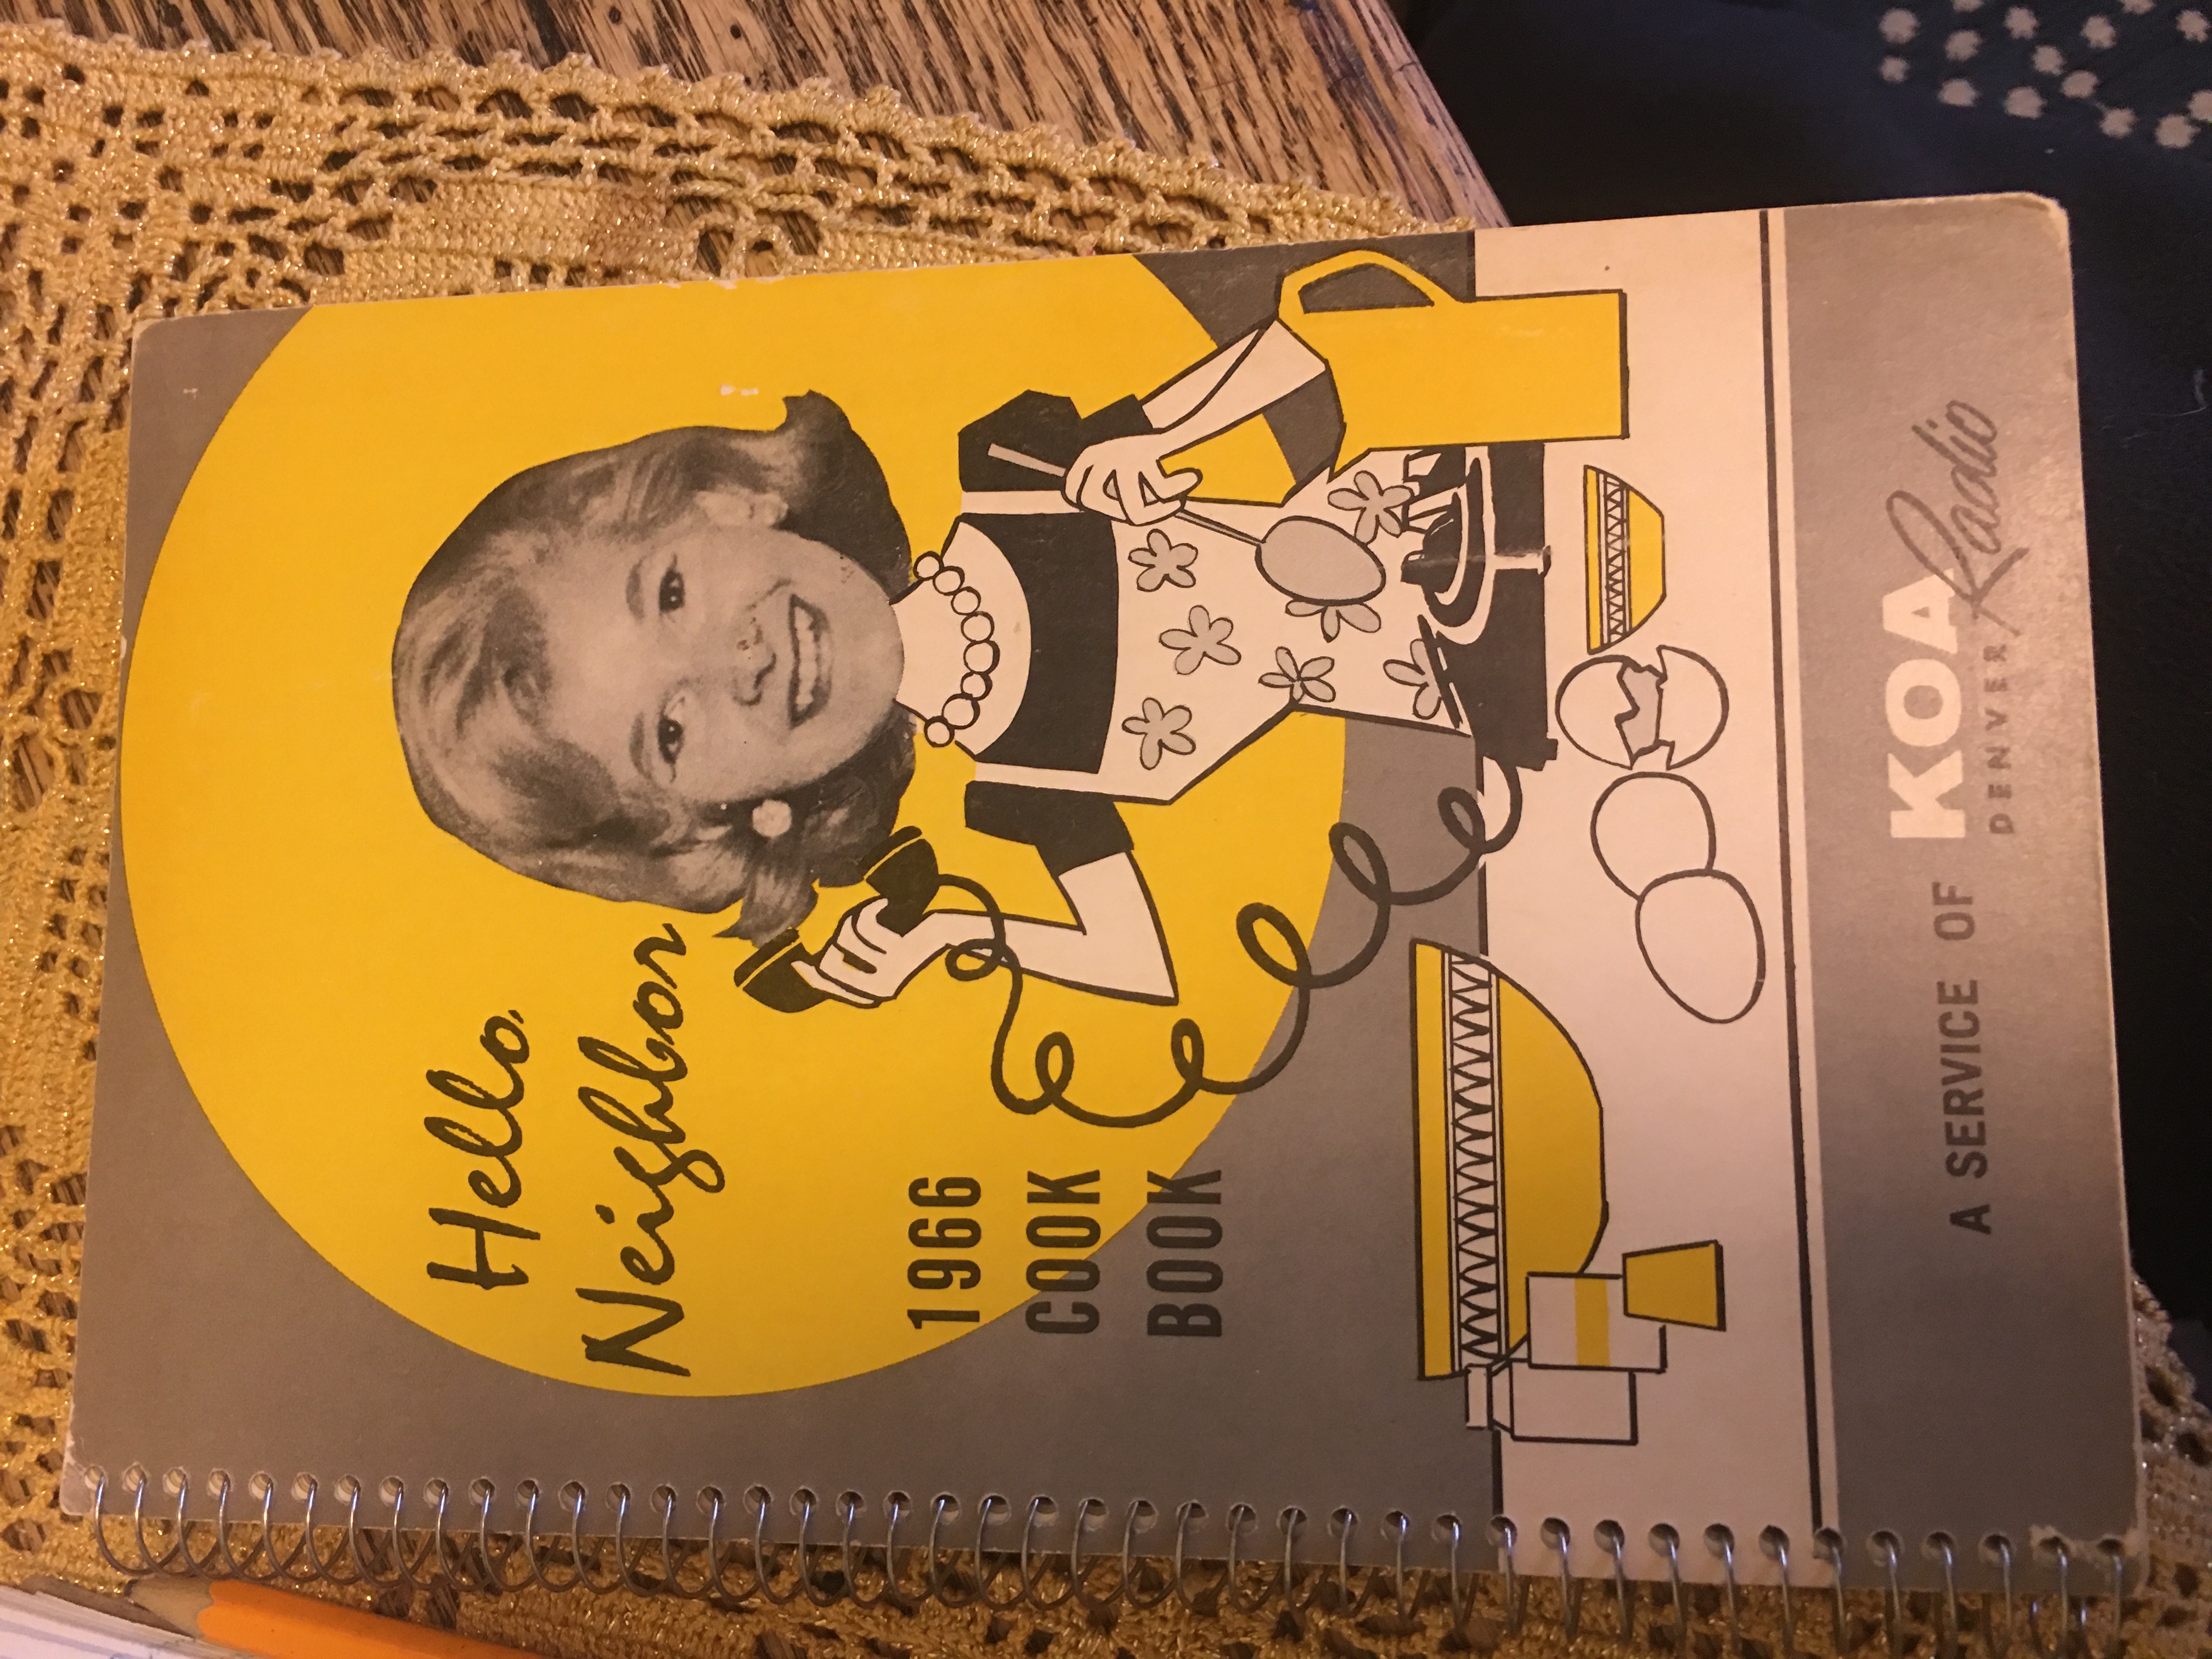 Hello
Neighbor
1966
COOK
BOOK
A SERVICE OF KOA Radio
DENVER